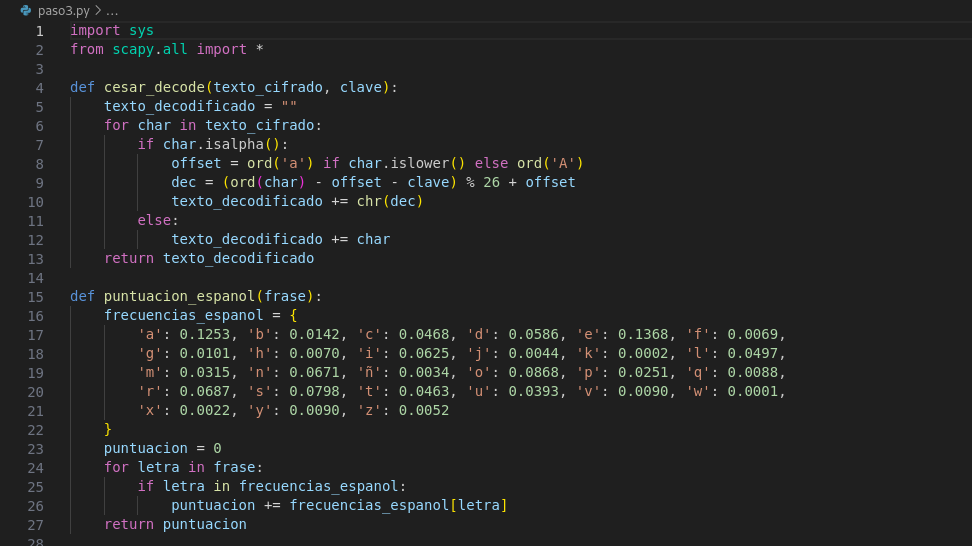 paso3.py > ...
1 import sys
2 from scapy.all import *
3
4 def cesar_decode(texto_cifrado, clave):
5     texto_decodificado = ""
6     for char in texto_cifrado:
7         if char.isalpha():
8             offset = ord('a') if char.islower() else ord('A')
9             dec = (ord(char) - offset - clave) % 26 + offset
10             texto_decodificado += chr(dec)
11         else:
12             texto_decodificado += char
13     return texto_decodificado
14
15 def puntuacion_espanol(frase):
16     frecuencias_espanol = {
17         'a': 0.1253, 'b': 0.0142, 'c': 0.0468, 'd': 0.0586, 'e': 0.1368, 'f': 0.0069,
18         'g': 0.0101, 'h': 0.0070, 'i': 0.0625, 'j': 0.0044, 'k': 0.0002, 'l': 0.0497,
19         'm': 0.0315, 'n': 0.0671, 'ñ': 0.0034, 'o': 0.0868, 'p': 0.0251, 'q': 0.0088,
20         'r': 0.0687, 's': 0.0798, 't': 0.0463, 'u': 0.0393, 'v': 0.0090, 'w': 0.0001,
21         'x': 0.0022, 'y': 0.0090, 'z': 0.0052
22     }
23     puntuacion = 0
24     for letra in frase:
25         if letra in frecuencias_espanol:
26             puntuacion += frecuencias_espanol[letra]
27     return puntuacion
28